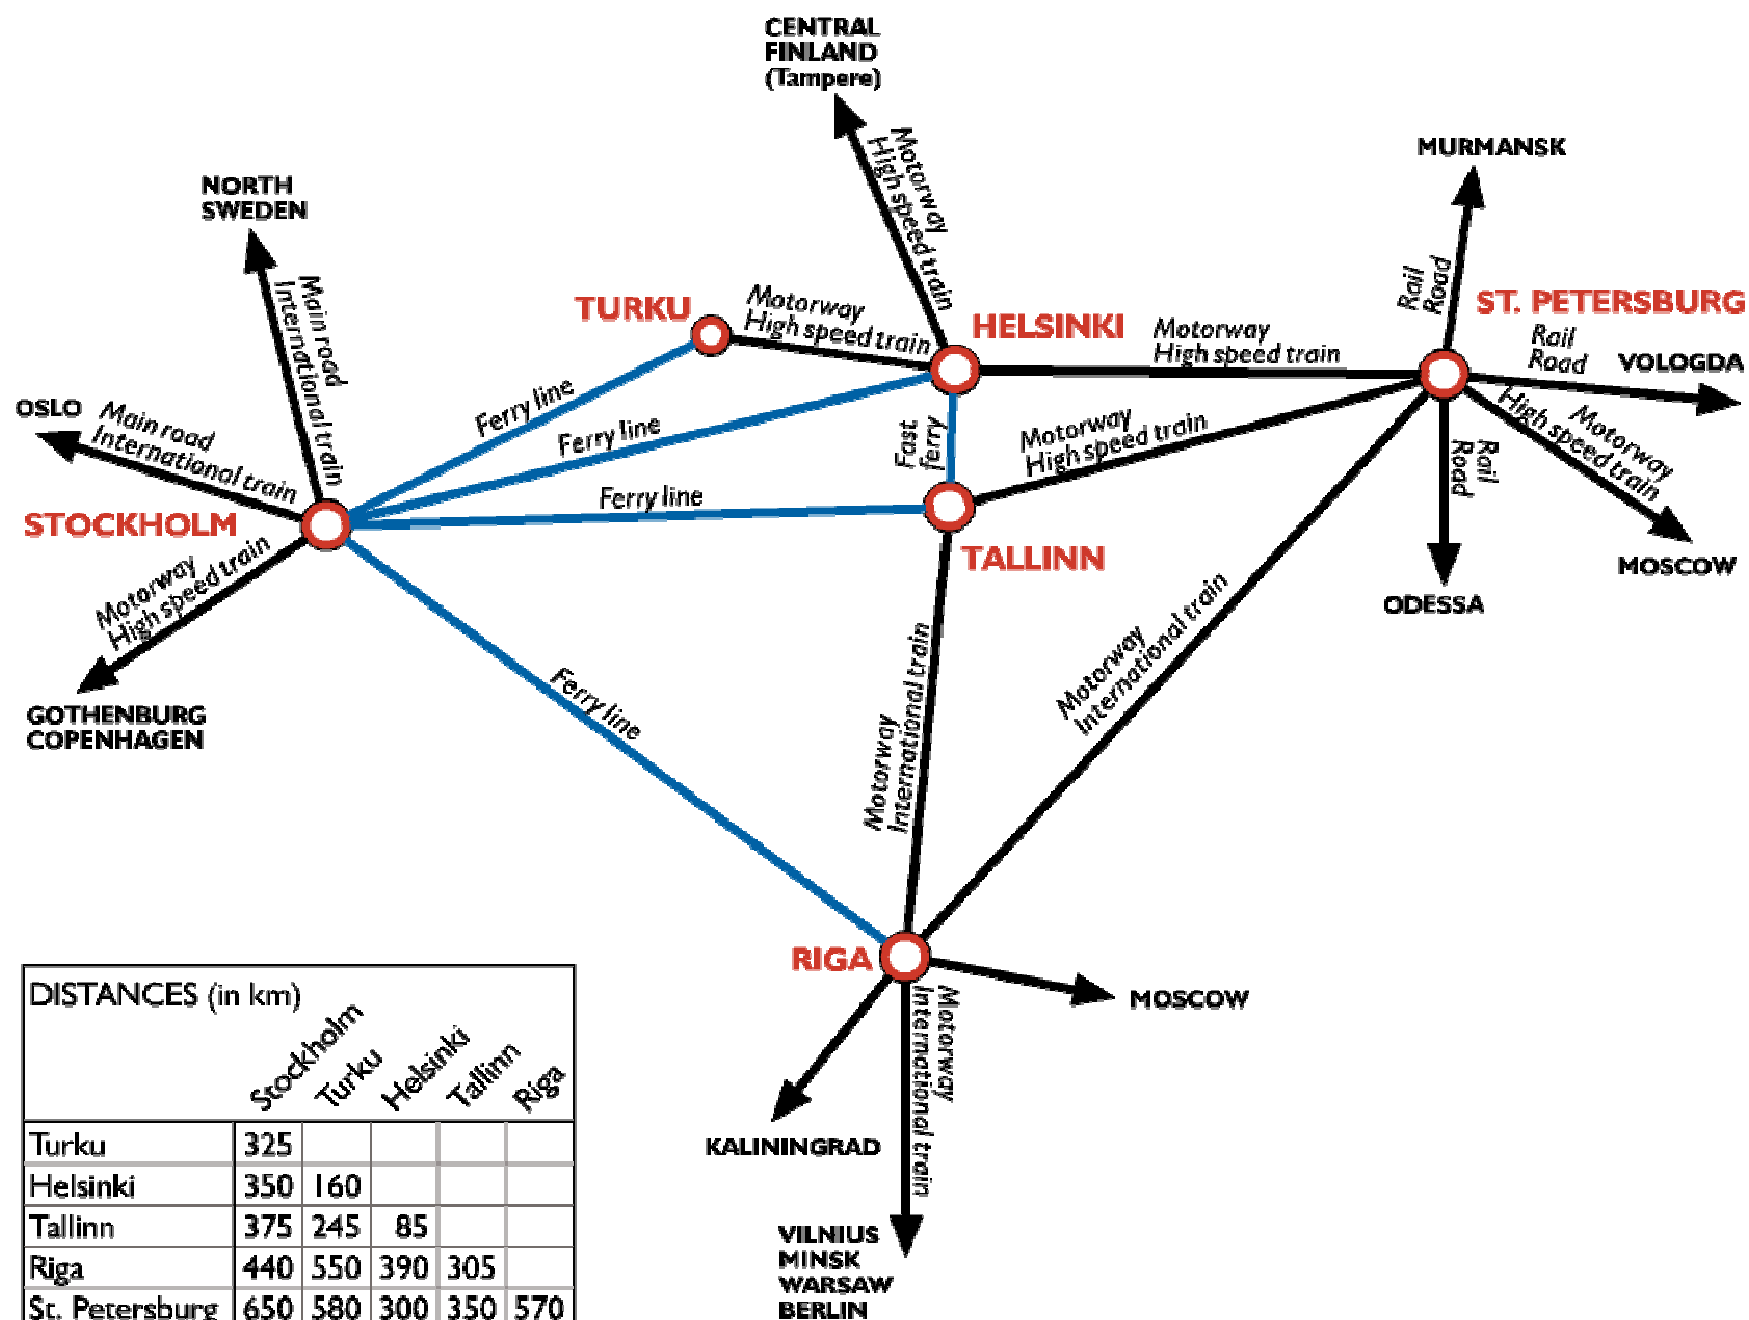 CENTRAL
FINLAND
(Tampere)
Motorway
High speed train
MURMANSK
Rail
Road
NORTH
SWEDEN
Main road
International train
TURKU
Motorway
High speed train
HELSINKI
Motorway
High speed train
ST. PETERSBURG
Rail
Road
VOLOGDA
OSLO
Main road
International train
Ferry line
Ferry line
Fast
ferry
Motorway
High speed train
Motorway
High speed train
Rail
Road
STOCKHOLM
Ferry line
TALLINN
MOSCOW
ODESSA
Motorway
High speed train
GOTHENBURG
COPENHAGEN
Ferry line
Motorway
International train
Motorway
International train
RIGA
MOSCOW
Motorway
International train
KALININGRAD
VILNIUS
MINSK
WARSAW
BERLIN
DISTANCES (in km)
Stockholm Turku Helsinki Tallinn Riga
Turku 325
Helsinki 350 160
Tallinn 375 245 85
Riga 440 550 390 305
St. Petersburg 650 580 300 350 570